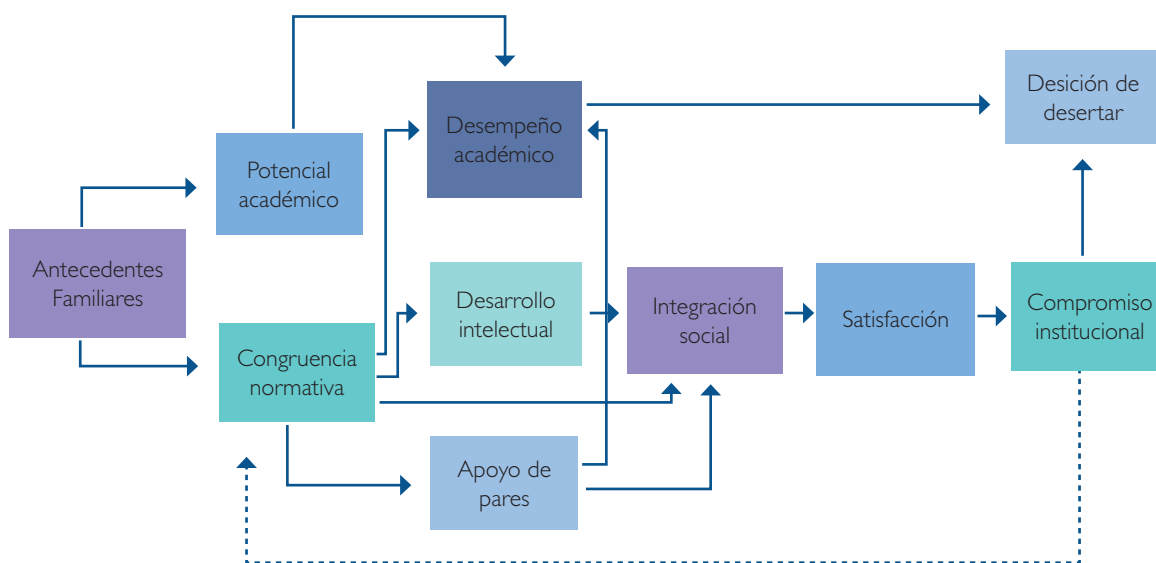 Desición de
desertar
Desempeño
académico
Potencial
académico
Antecedentes
Familiares
Desarrollo
intelectual
Integración
social
Satisfacción
Compromiso
institucional
Congruencia
normativa
Apoyo de
pares